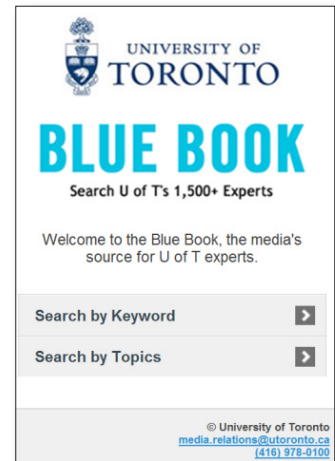 UNIVERSITY OF
TORONTO
BLUE BOOK
Search U of T's 1,500+ Experts
Welcome to the Blue Book, the media's
source for U of T experts.
Search by Keyword
Search by Topics
© University of Toronto
media.relations@utoronto.ca
(416) 978-0100